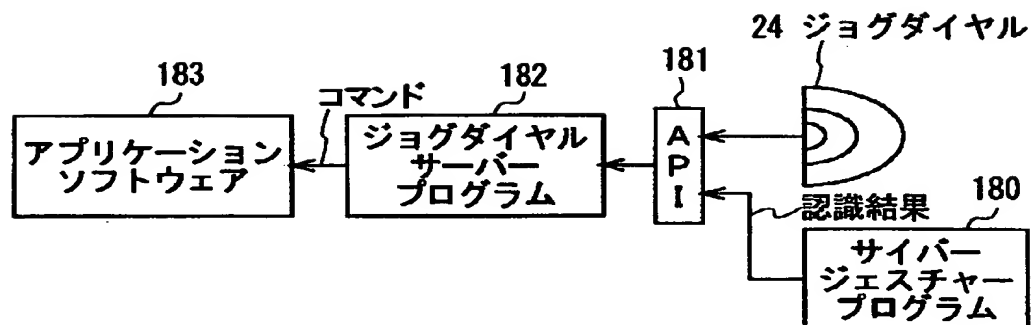 24 ジョグダイヤル
183
コマンド
182
181
アプリケーション
ソフトウェア
ジョグダイヤル
サーバー
プログラム
API
認識結果
180
サイバー
ジェスチャー
プログラム